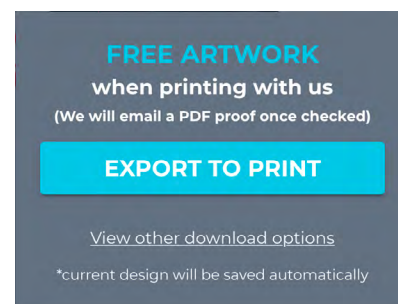 FREE ARTWORK
when printing with us
(We will email a PDF proof once checked)
EXPORT TO PRINT
View other download options
*current design will be saved automatically